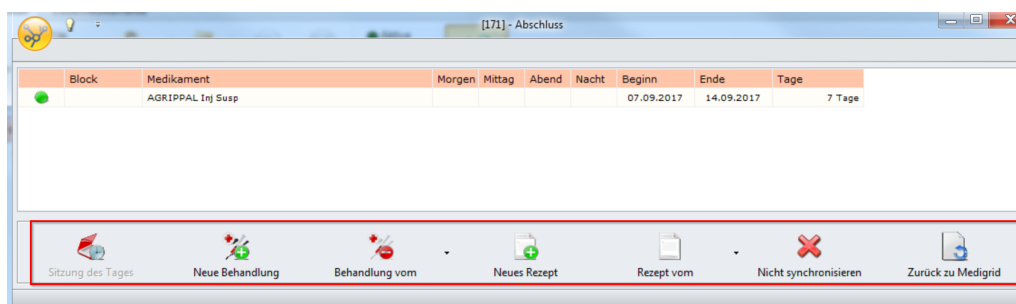 [171] - Abschluss
Block Medikament Morgen Mittag Abend Nacht Beginn Ende Tage
AGRIPPAL Inj Susp 07.09.2017 14.09.2017 7 Tage
Sitzung des Tages Neue Behandlung Behandlung vom Neues Rezept Rezept vom Nicht synchronisieren Zurück zu Medigrid